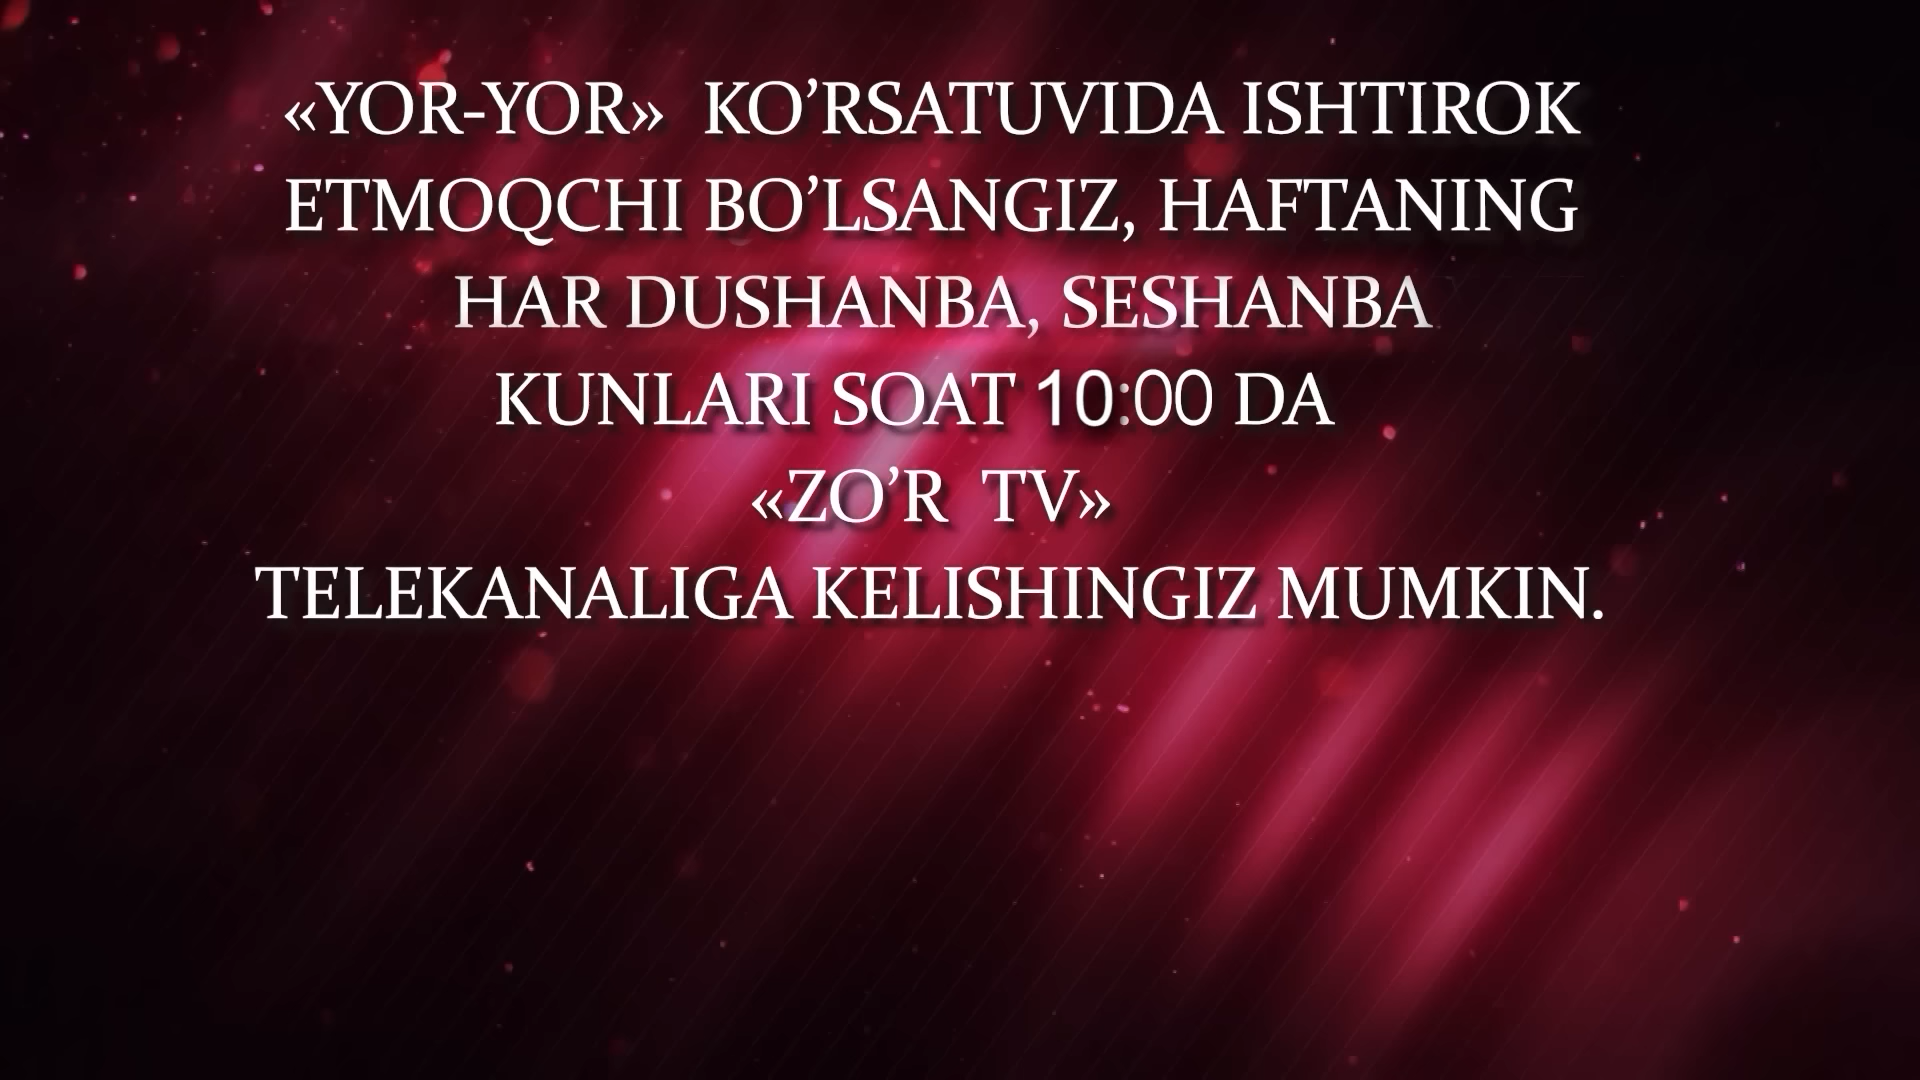 «YOR-YOR» KO’RSATUVIDA ISHTIROK
ETMOQCHI BO’LSANGIZ, HAFTANING
HAR DUSHANBA, SESHANBA
KUNLARI SOAT 10:00 DA
«ZO’R TV»
TELEKANALIGA KELISHINGIZ MUMKIN.